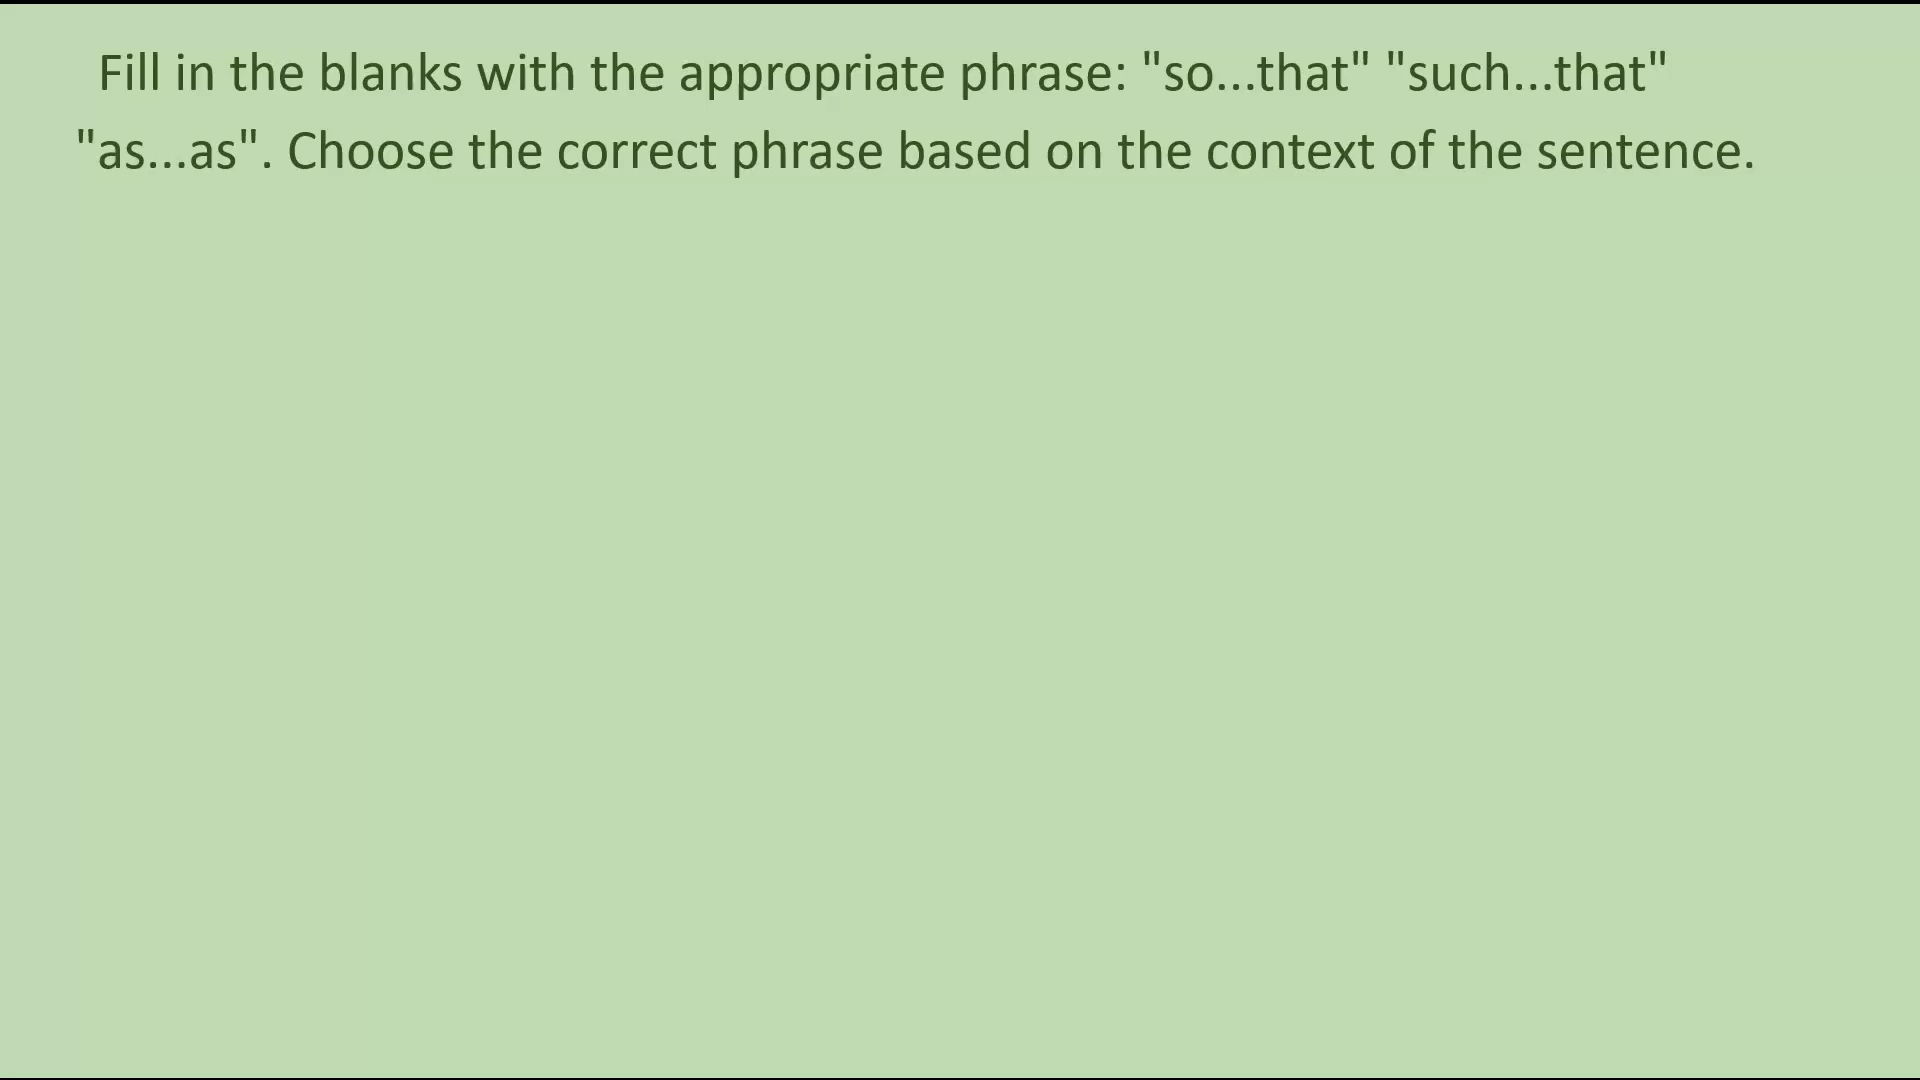 Fill in the blanks with the appropriate phrase: "so...that" "such...that"
"as...as". Choose the correct phrase based on the context of the sentence.